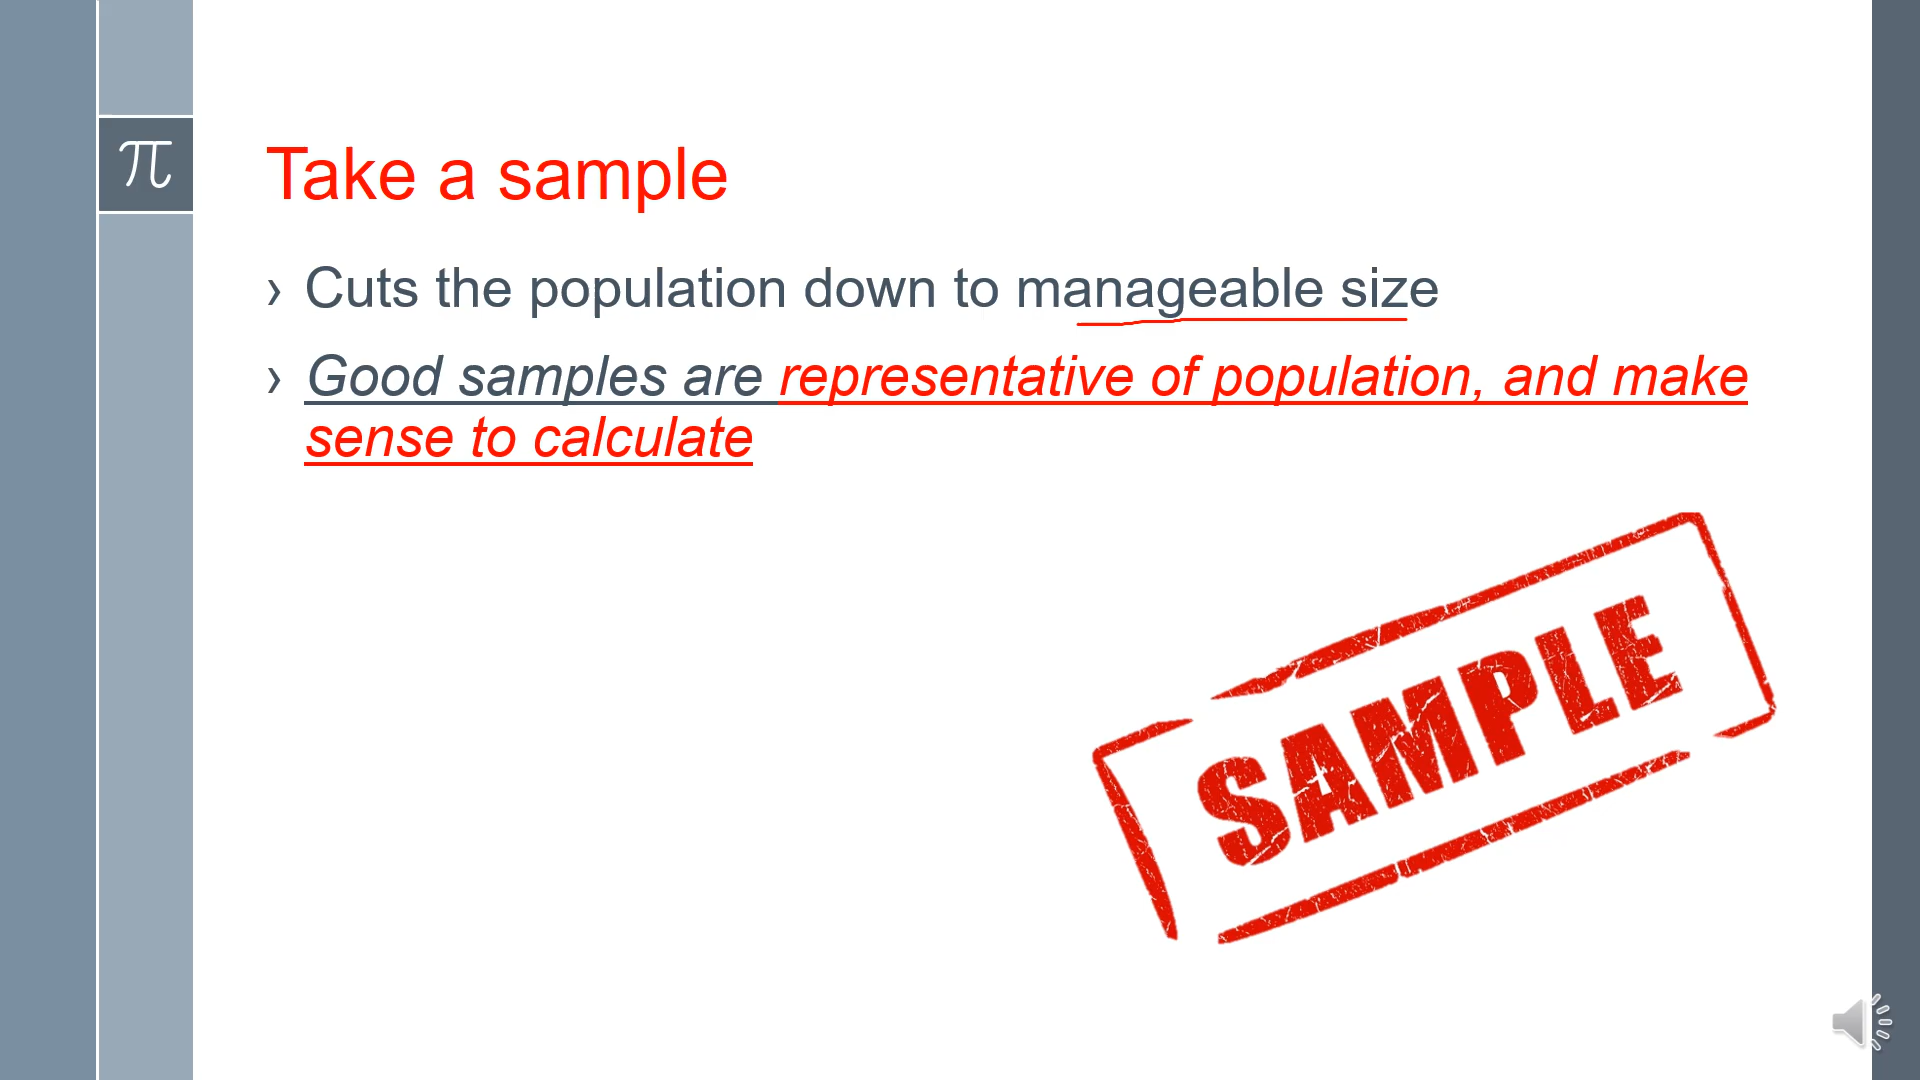 π
Take a sample
› Cuts the population down to manageable size
› Good samples are representative of population, and make
sense to calculate
SAMPLE